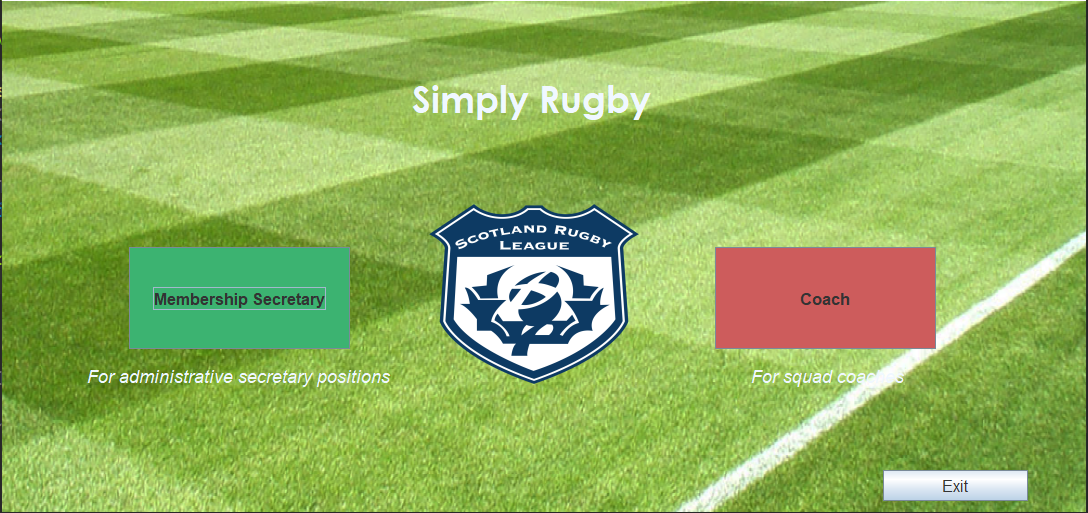 Simply Rugby
SCOTLAND RUGBY
LEAGUE
Membership Secretary
Coach
For administrative secretary positions
For squad coaches
Exit